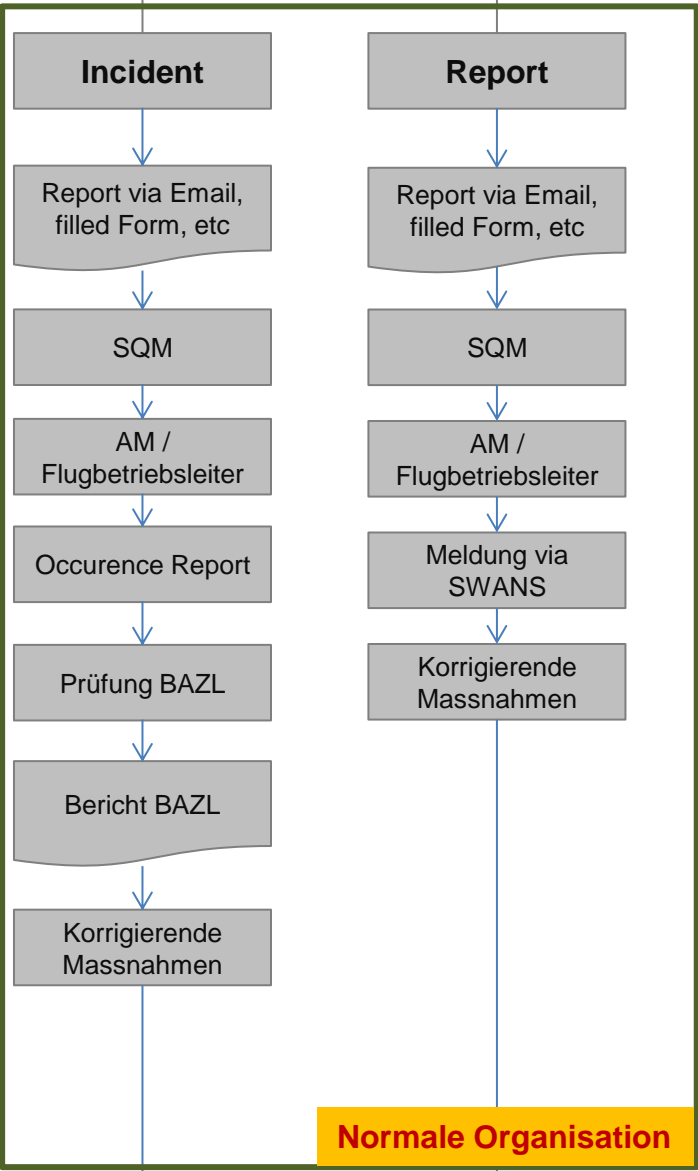 Incident
Report via Email,
filled Form, etc
SQM
AM /
Flugbetriebsleiter
Occurence Report
Prüfung BAZL
Bericht BAZL
Korrigierende
Massnahmen
Report
Report via Email,
filled Form, etc
SQM
AM /
Flugbetriebsleiter
Meldung via
SWANS
Korrigierende
Massnahmen
Normale Organisation